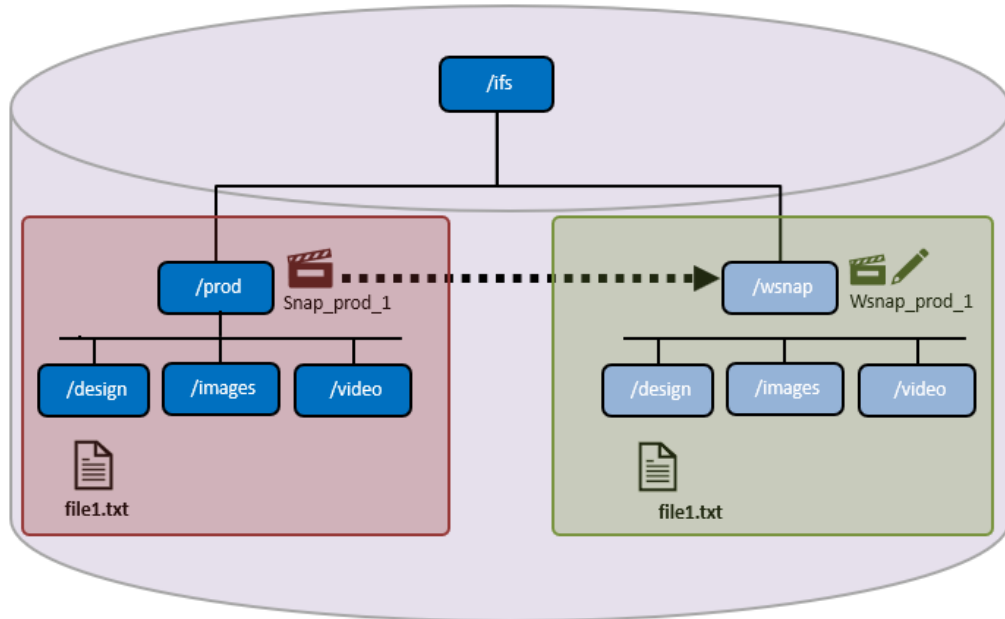 /ifs
/prod
Snap_prod_1
/wsnap
Wsnap_prod_1
/design
/images
/video
/design
/images
/video
file1.txt
file1.txt